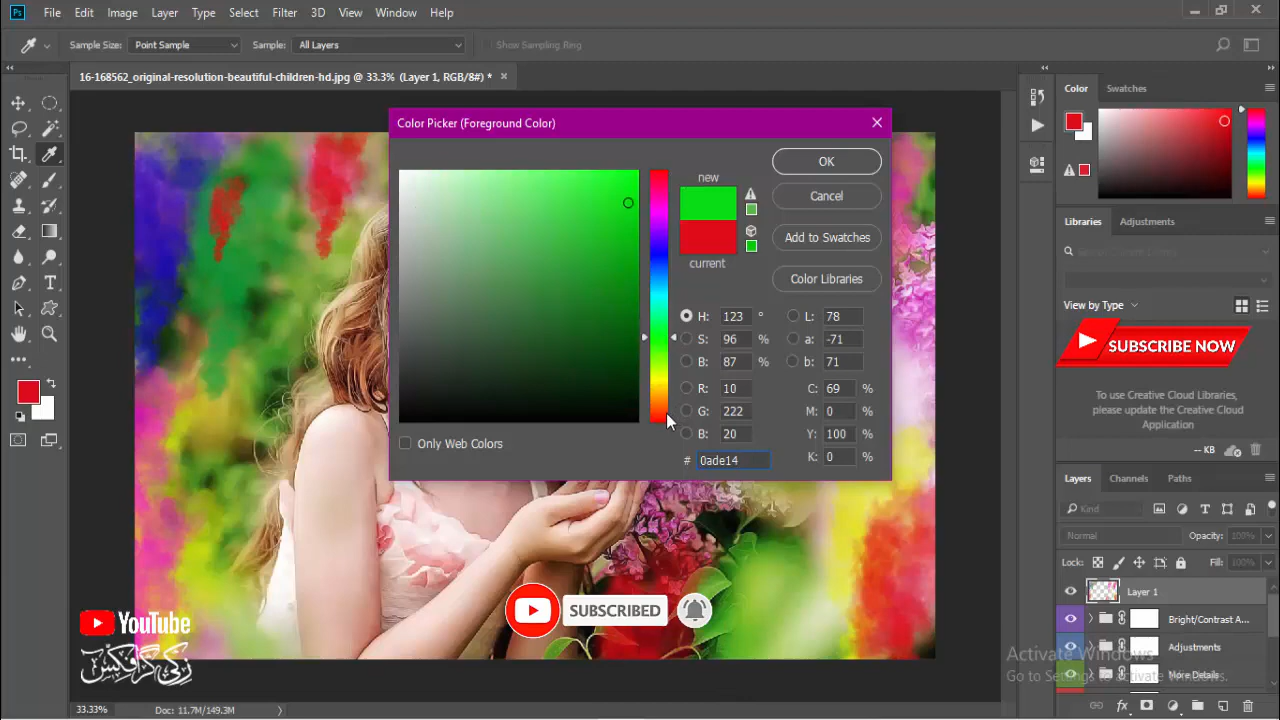 Ps File Edit Image Layer Type Select Filter 3D View Window Help
Sample Size: Point Sample Sample: All Layers Show Sampling Ring
16-168562_original-resolution-beautiful-children-hd.jpg @ 33.3% (Layer 1, RGB/8#) *
Color Picker (Foreground Color)
new
current
OK
Cancel
Add to Swatches
Color Libraries
H: 123 ° L: 78
S: 96 % a: -71
B: 87 % b: 71
R: 10 C: 69 %
G: 222 M: 0 %
B: 20 Y: 100 %
# 0ade14 K: 0 %
Only Web Colors
Color Swatches
Libraries Adjustments
View by Type
SUBSCRIBE NOW
To use Creative Cloud Libraries,
please update the Creative Cloud
Application
-- KB
Layers Channels Paths
Kind
Normal Opacity: 100%
Lock: Fill: 100%
Layer 1
Bright/Contrast A...
Adjustments
More Details
Activate Windows
Go to Settings to activate Windows.
SUBSCRIBED
YouTube
زکی گرافکس
33.33% Doc: 11.7M/149.3M